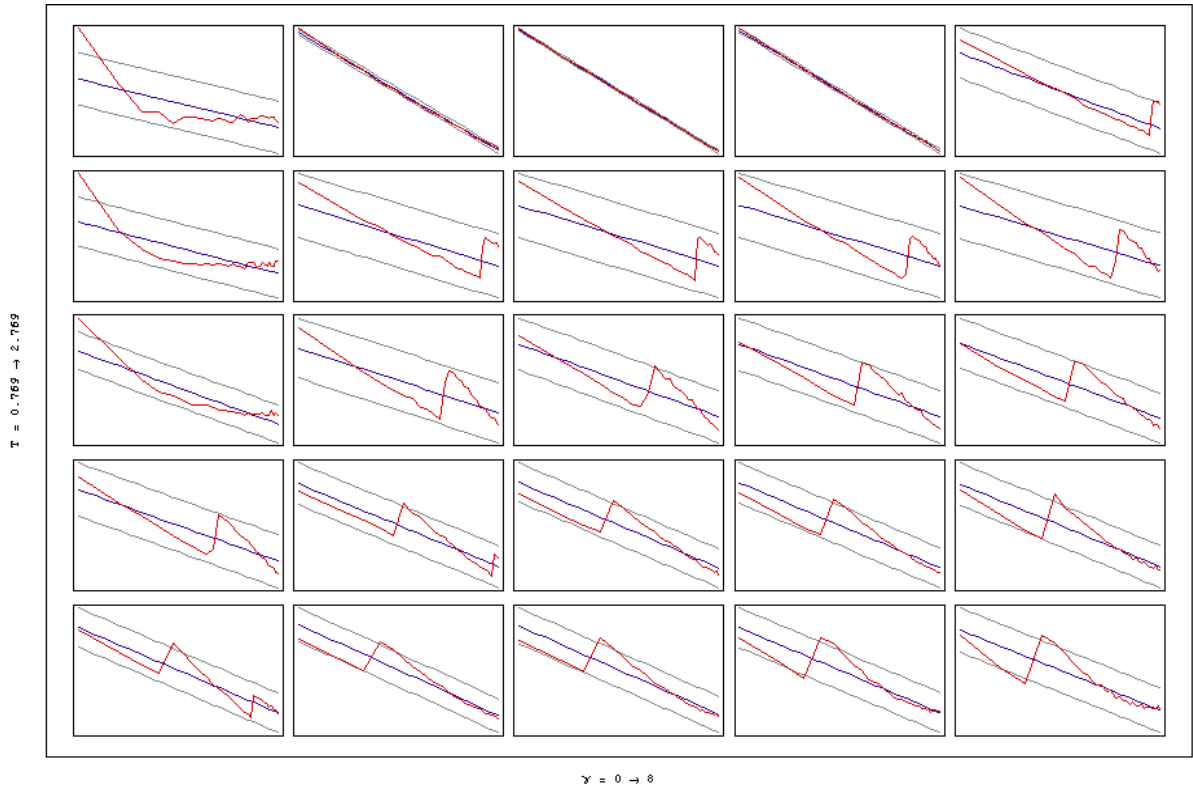 T = 0.769 → 2.769
γ = 0 → 8